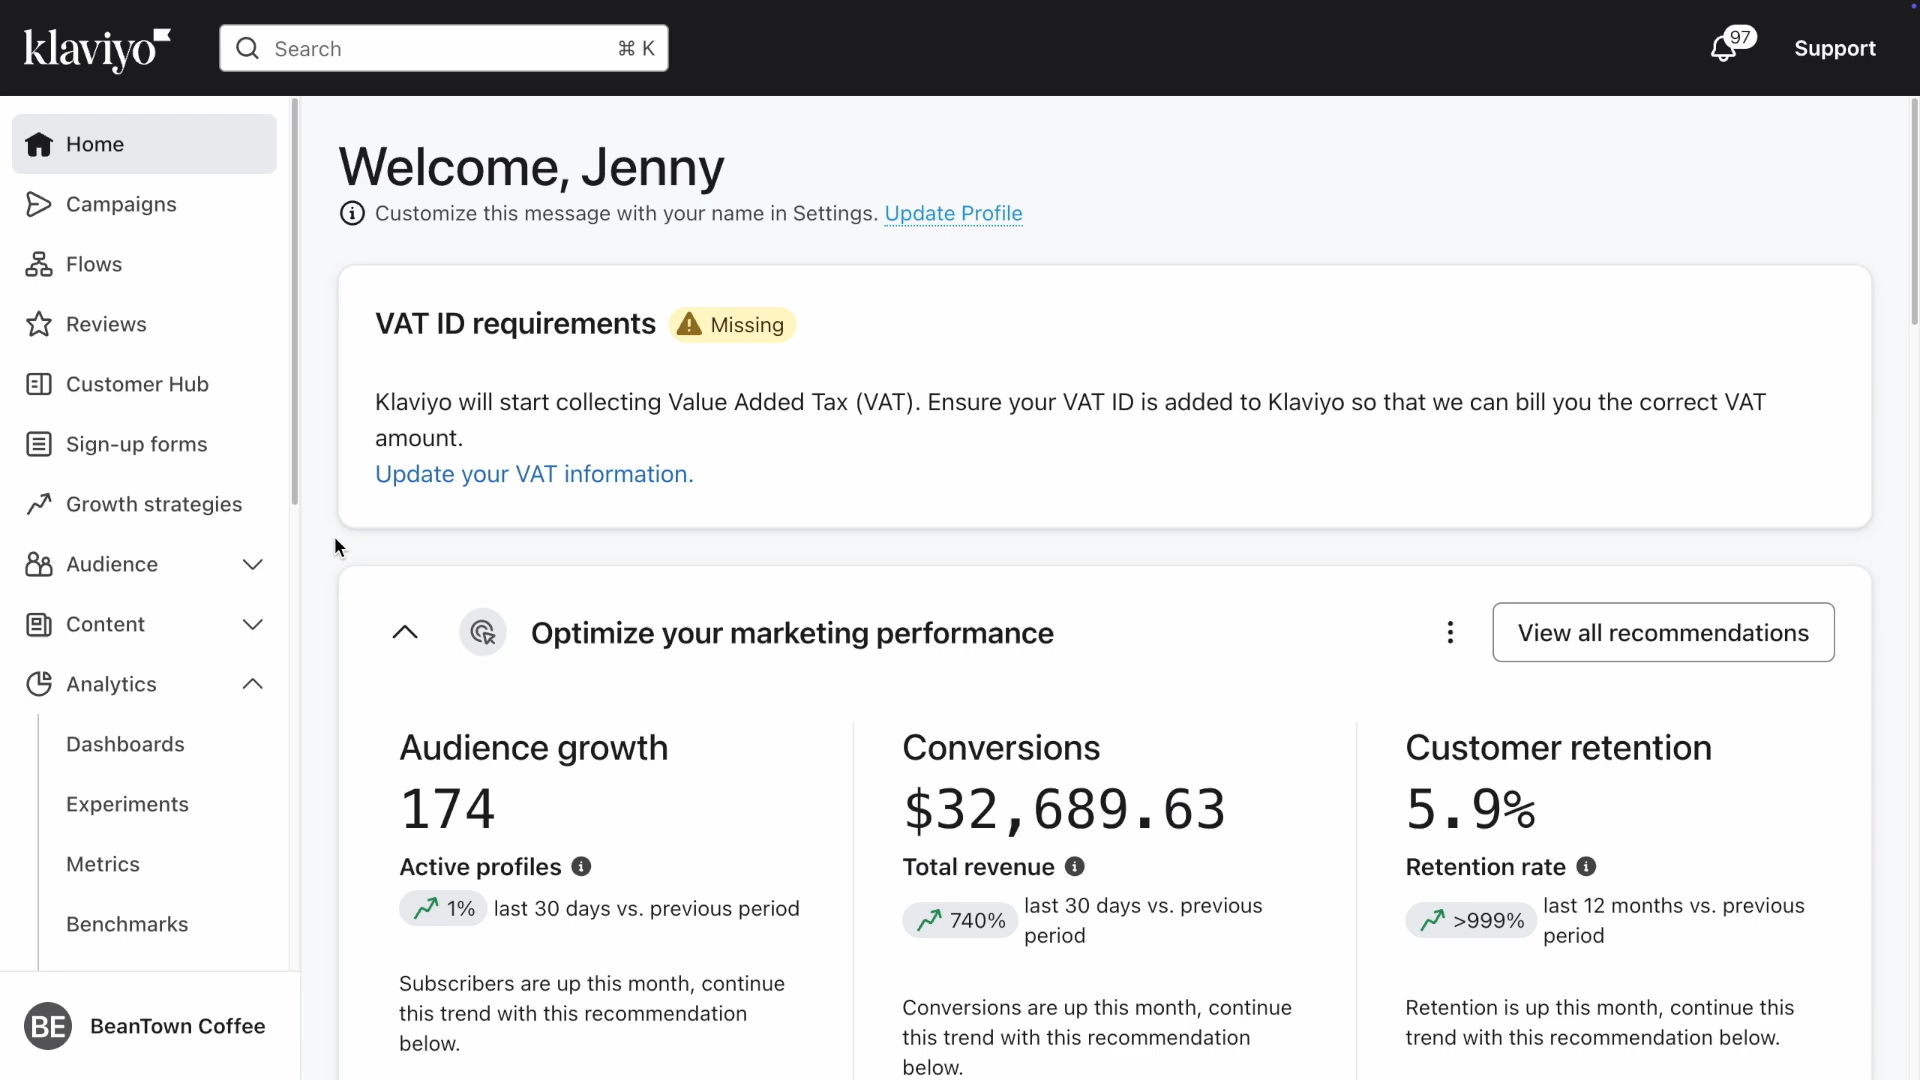 klaviyo
Search
⌘ K
97
Support
Home
Campaigns
Flows
Reviews
Customer Hub
Sign-up forms
Growth strategies
Audience
Content
Analytics
Dashboards
Experiments
Metrics
Benchmarks
BE
BeanTown Coffee
Welcome, Jenny
Customize this message with your name in Settings. Update Profile
VAT ID requirements
Missing
Klaviyo will start collecting Value Added Tax (VAT). Ensure your VAT ID is added to Klaviyo so that we can bill you the correct VAT
amount.
Update your VAT information.
Optimize your marketing performance
View all recommendations
Audience growth
174
Active profiles
1%
last 30 days vs. previous period
Subscribers are up this month, continue
this trend with this recommendation
below.
Conversions
$32,689.63
Total revenue
740%
last 30 days vs. previous
period
Conversions are up this month, continue
this trend with this recommendation
below.
Customer retention
5.9%
Retention rate
>999%
last 12 months vs. previous
period
Retention is up this month, continue this
trend with this recommendation below.